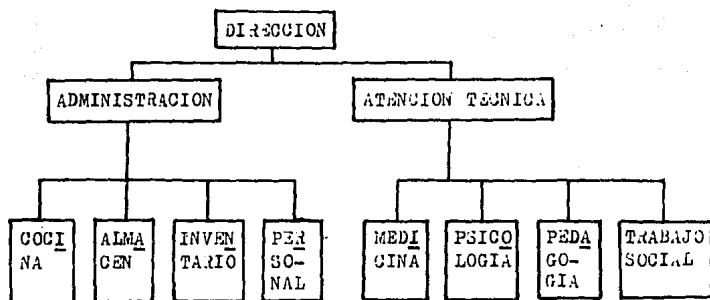 DIRECCION
ADMINISTRACION
ATENCION TECNICA
COCI
NA
ALMA
CEN
INVEN
TARIO
PER
SO-
NAL
MEDI
CINA
PSICO
LOGIA
PEDA
GO-
GIA
TRABAJO
SOCIAL